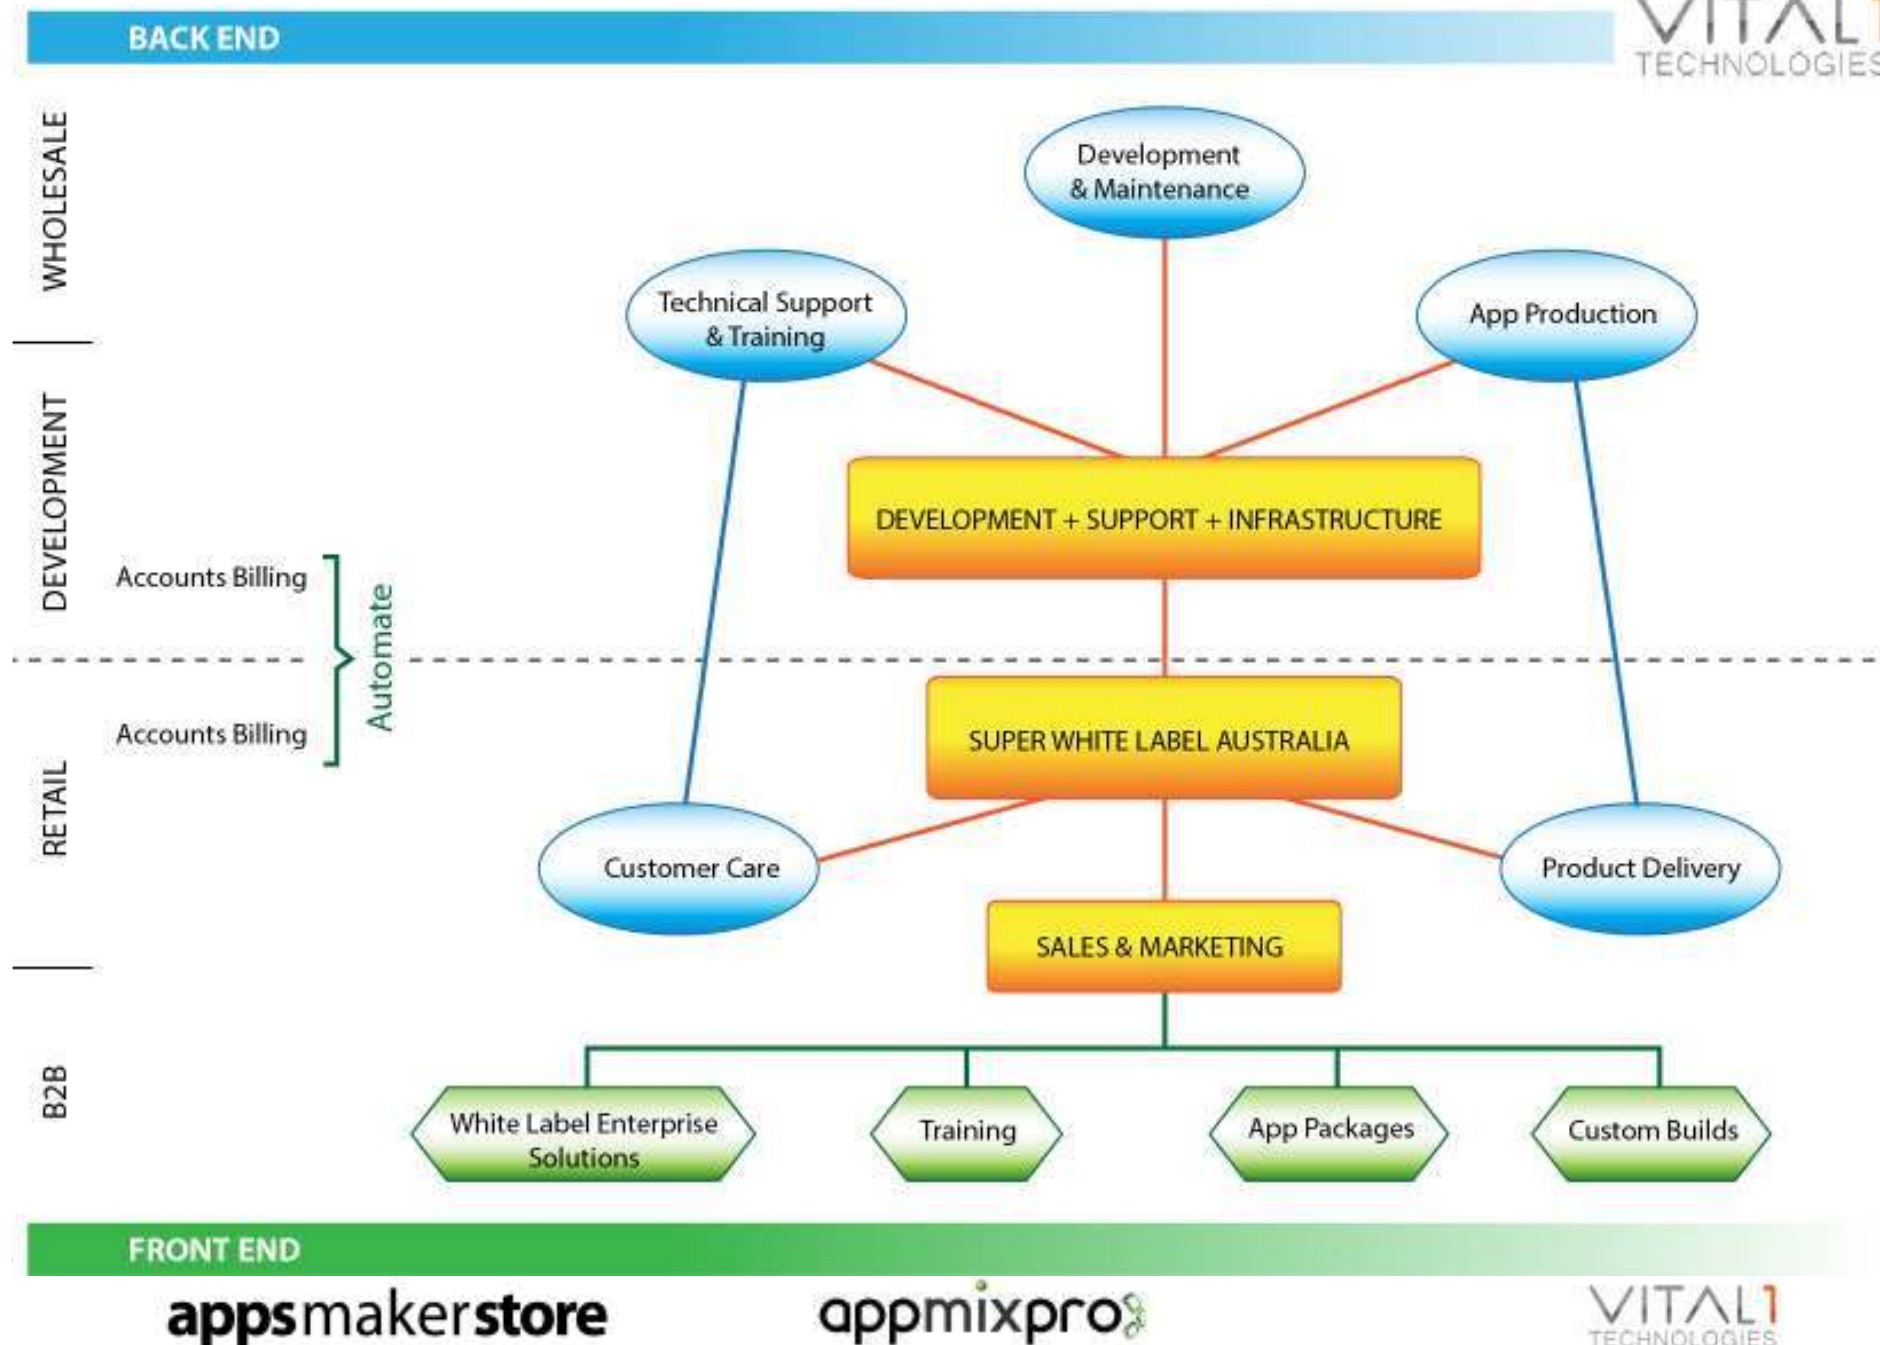 BACK END
VITAL1
TECHNOLOGIES
WHOLESALE
Development
& Maintenance
Technical Support
& Training
App Production
DEVELOPMENT
DEVELOPMENT + SUPPORT + INFRASTRUCTURE
Accounts Billing
Automate
Accounts Billing
SUPER WHITE LABEL AUSTRALIA
RETAIL
Customer Care
Product Delivery
SALES & MARKETING
B2B
White Label Enterprise
Solutions
Training
App Packages
Custom Builds
FRONT END
appsmakerstore
appmixpro
VITAL1
TECHNOLOGIES